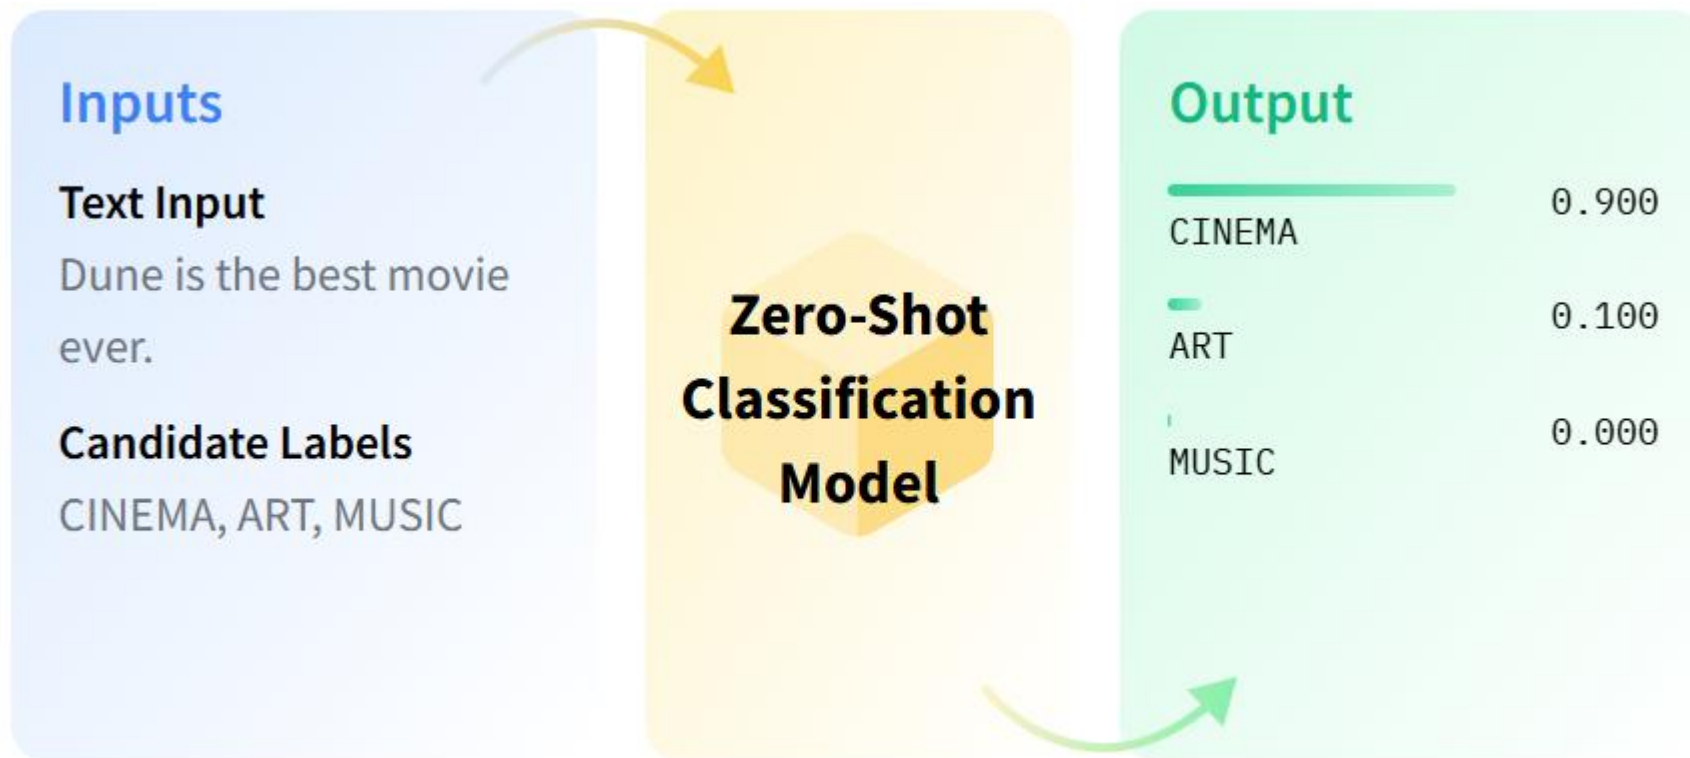 Inputs
Text Input
Dune is the best movie
ever.
Candidate Labels
CINEMA, ART, MUSIC
Zero-Shot
Classification
Model
Output
CINEMA 0.900
ART 0.100
MUSIC 0.000